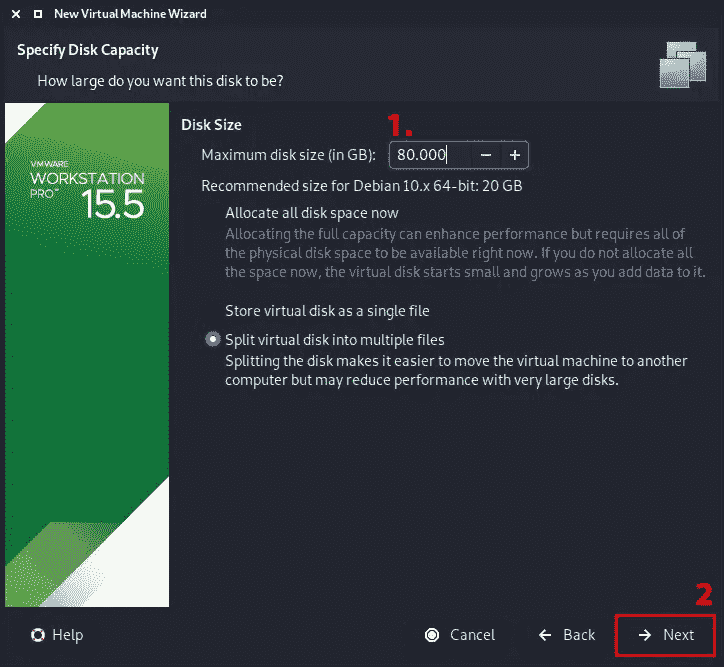 New Virtual Machine Wizard
Specify Disk Capacity
How large do you want this disk to be?
VMWARE
WORKSTATION
PRO™
15.5
Disk Size
1.
Maximum disk size (in GB): 80.000
Recommended size for Debian 10.x 64-bit: 20 GB
Allocate all disk space now
Allocating the full capacity can enhance performance but requires all of
the physical disk space to be available right now. If you do not allocate all
the space now, the virtual disk starts small and grows as you add data to it.
Store virtual disk as a single file
Split virtual disk into multiple files
Splitting the disk makes it easier to move the virtual machine to another
computer but may reduce performance with very large disks.
2
Help Cancel Back Next